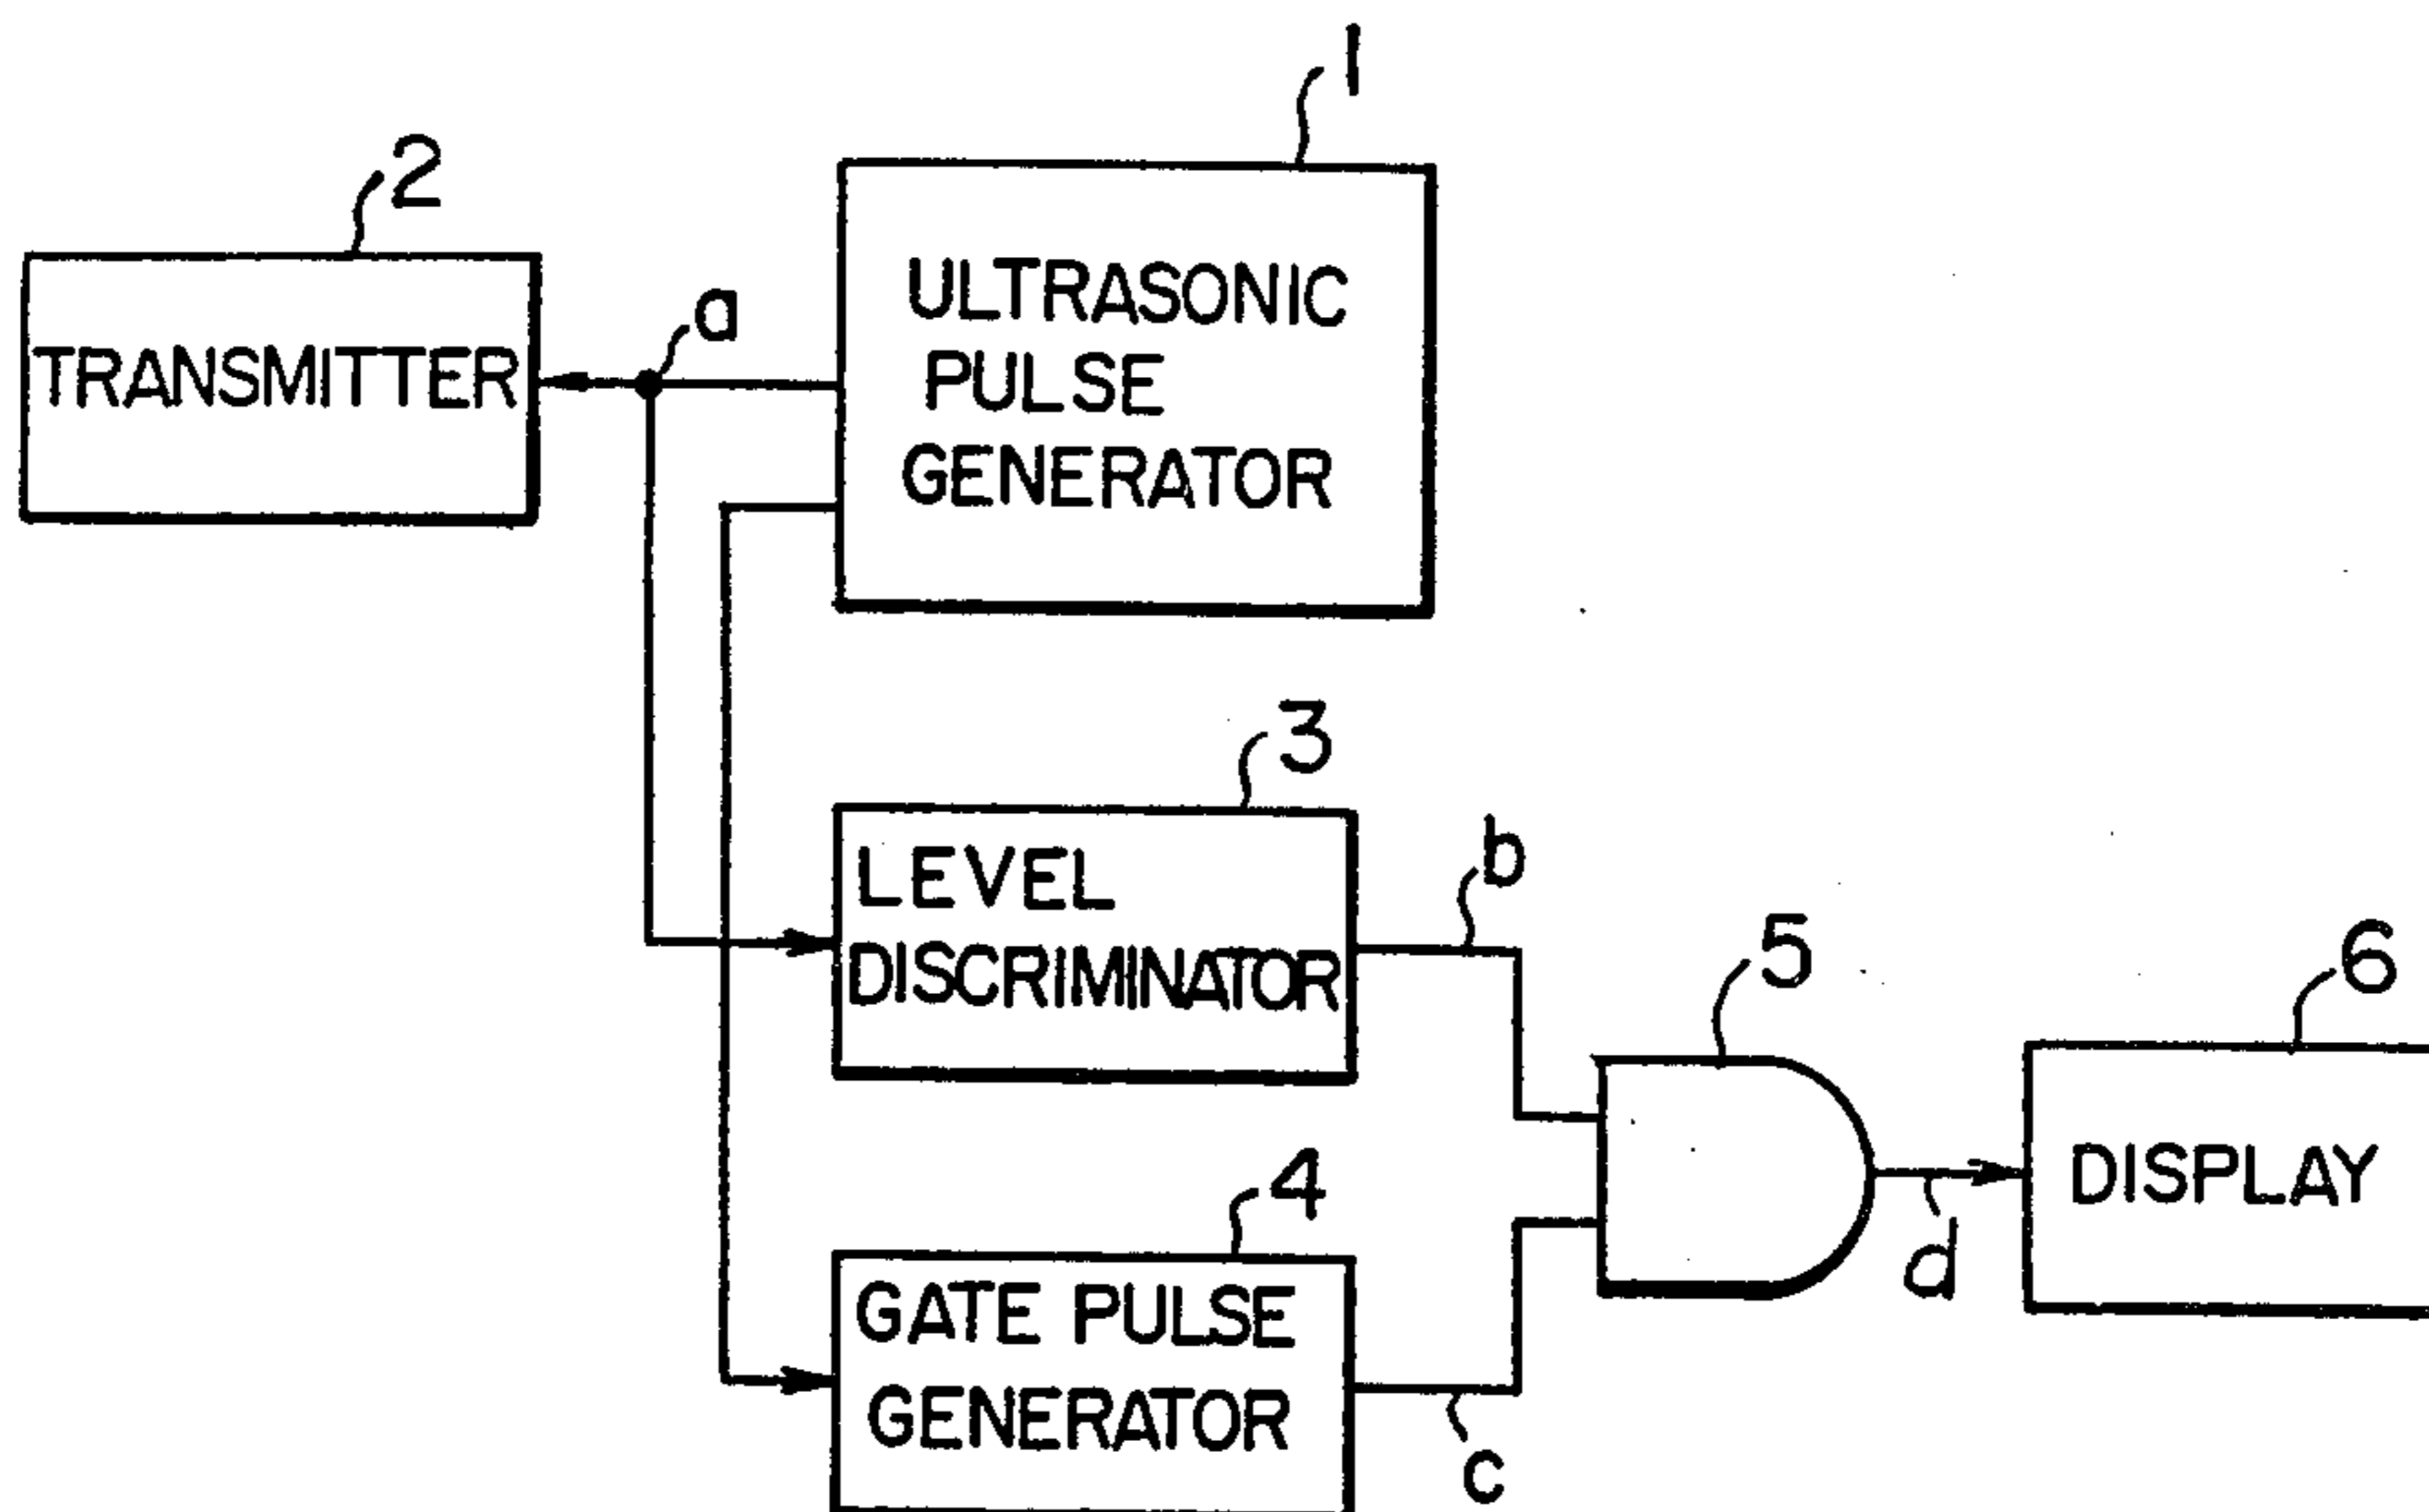 1
2
ULTRASONIC
PULSE
GENERATOR
a
TRANSMITTER
3
LEVEL
DISCRIMINATOR
b
5
6
DISPLAY
d
4
GATE PULSE
GENERATOR
c